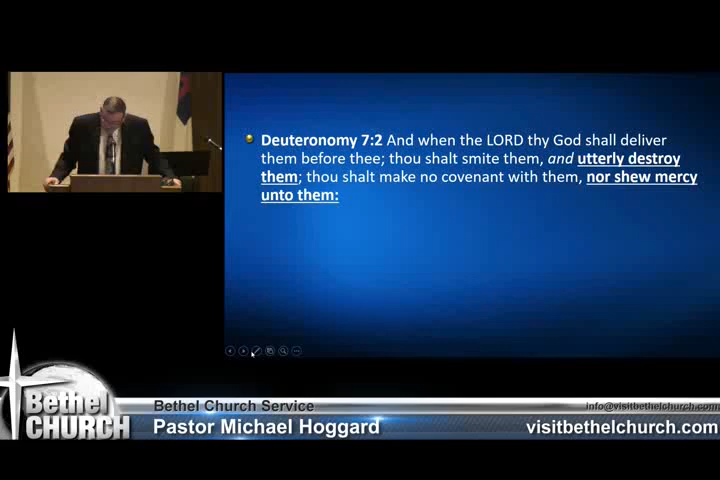 Deuteronomy 7:2 And when the LORD thy God shall deliver
them before thee; thou shalt smite them, and utterly destroy
them; thou shalt make no covenant with them, nor shew mercy
unto them:
Bethel
CHURCH
Bethel Church Service
info@visitbethelchurch.com
Pastor Michael Hoggard
visitbethelchurch.com